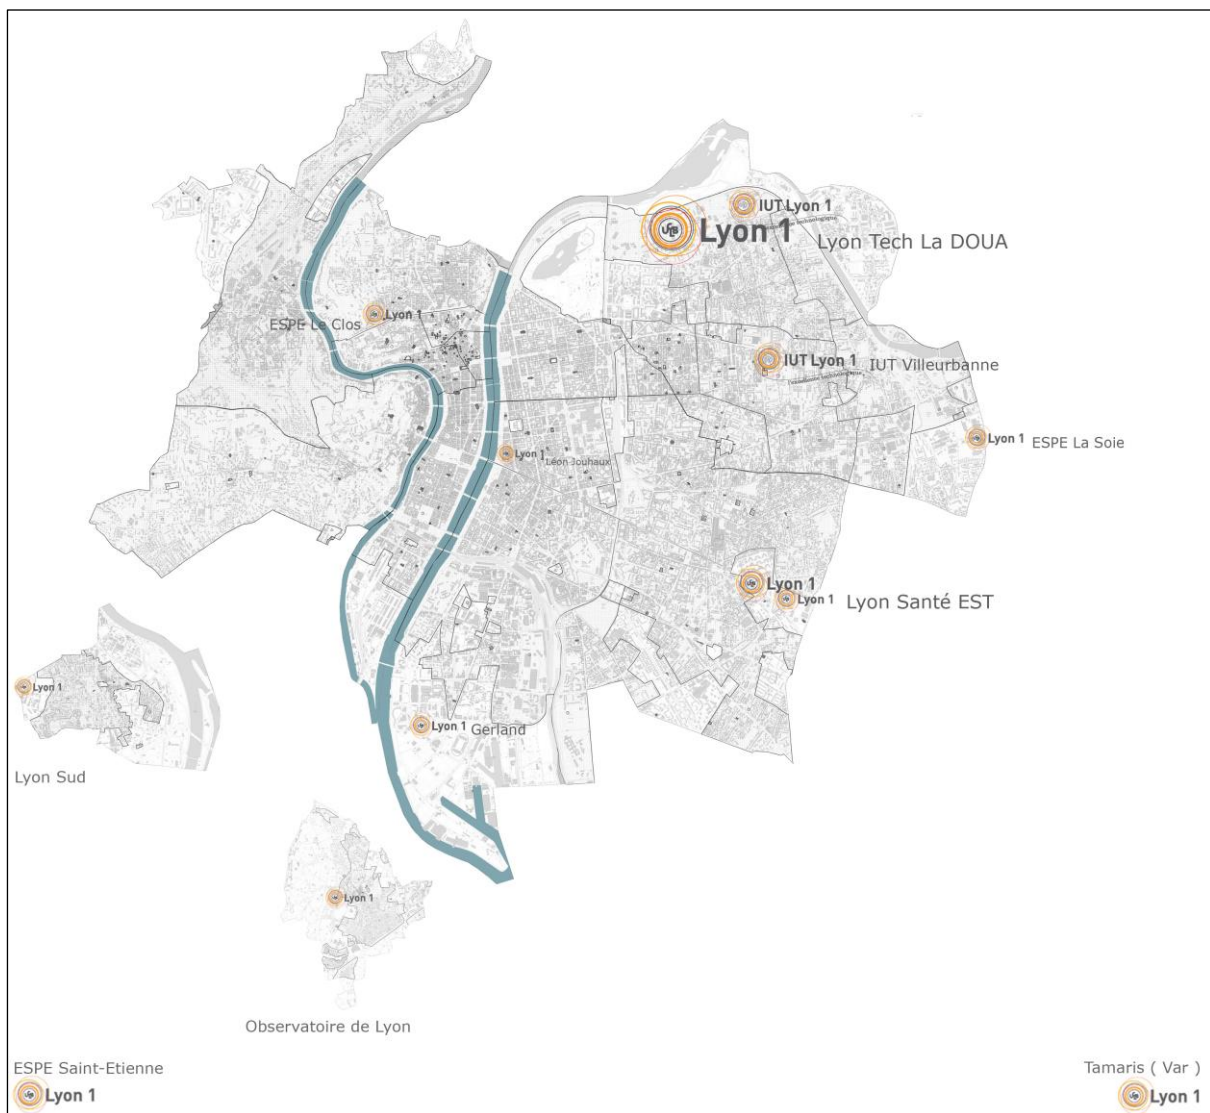 IUT Lyon 1
Lyon 1
Lyon Tech La DOUA
ESPE Le Clos
Lyon 1
IUT Lyon 1
IUT Villeurbanne
Lyon 1
ESPE La Soie
Lyon 1
Léon Jouhaux
Lyon 1
Lyon 1
Lyon Santé EST
Lyon 1
Lyon Sud
Lyon 1
Gerland
Lyon 1
Observatoire de Lyon
ESPE Saint-Etienne
Lyon 1
Tamaris ( Var )
Lyon 1